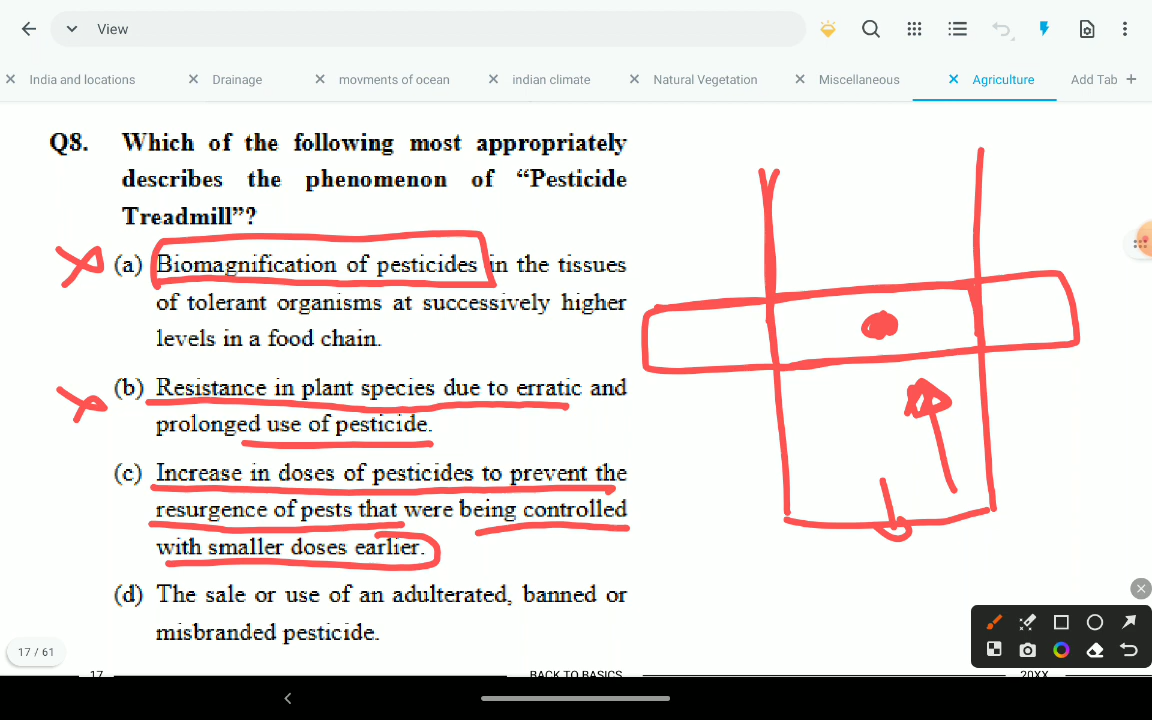 View
India and locations
Drainage
movments of ocean
indian climate
Natural Vegetation
Miscellaneous
Agriculture
Add Tab
Q8. Which of the following most appropriately
describes the phenomenon of “Pesticide
Treadmill”?
(a) Biomagnification of pesticides in the tissues
of tolerant organisms at successively higher
levels in a food chain.
(b) Resistance in plant species due to erratic and
prolonged use of pesticide.
(c) Increase in doses of pesticides to prevent the
resurgence of pests that were being controlled
with smaller doses earlier.
(d) The sale or use of an adulterated, banned or
misbranded pesticide.
17 / 61
17
BACK TO BASICS
20XX